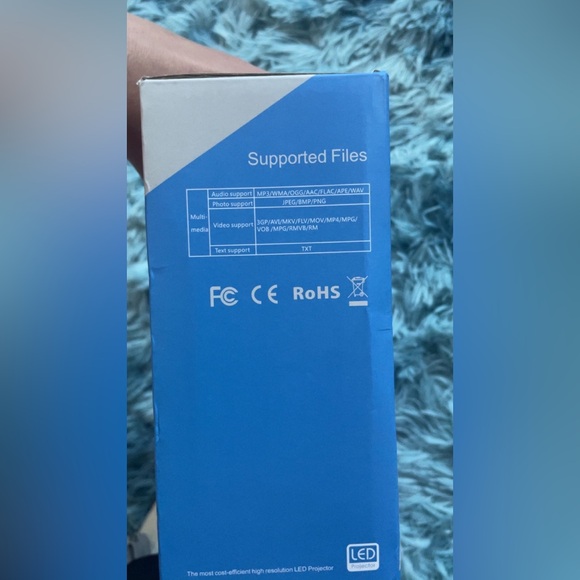 Supported Files
Audio support MP3/WMA/OGG/AAC/FLAC/APE/WAV
Photo support JPEG/BMP/PNG
Multi-media
Video support 3GP/AVI/MKV/FLV/MOV/MP4/MPG/
VOB /MPG/RMVB/RM
Text support TXT
FC CE RoHS
LED
Projector
The most cost-efficient high resolution LED Projector